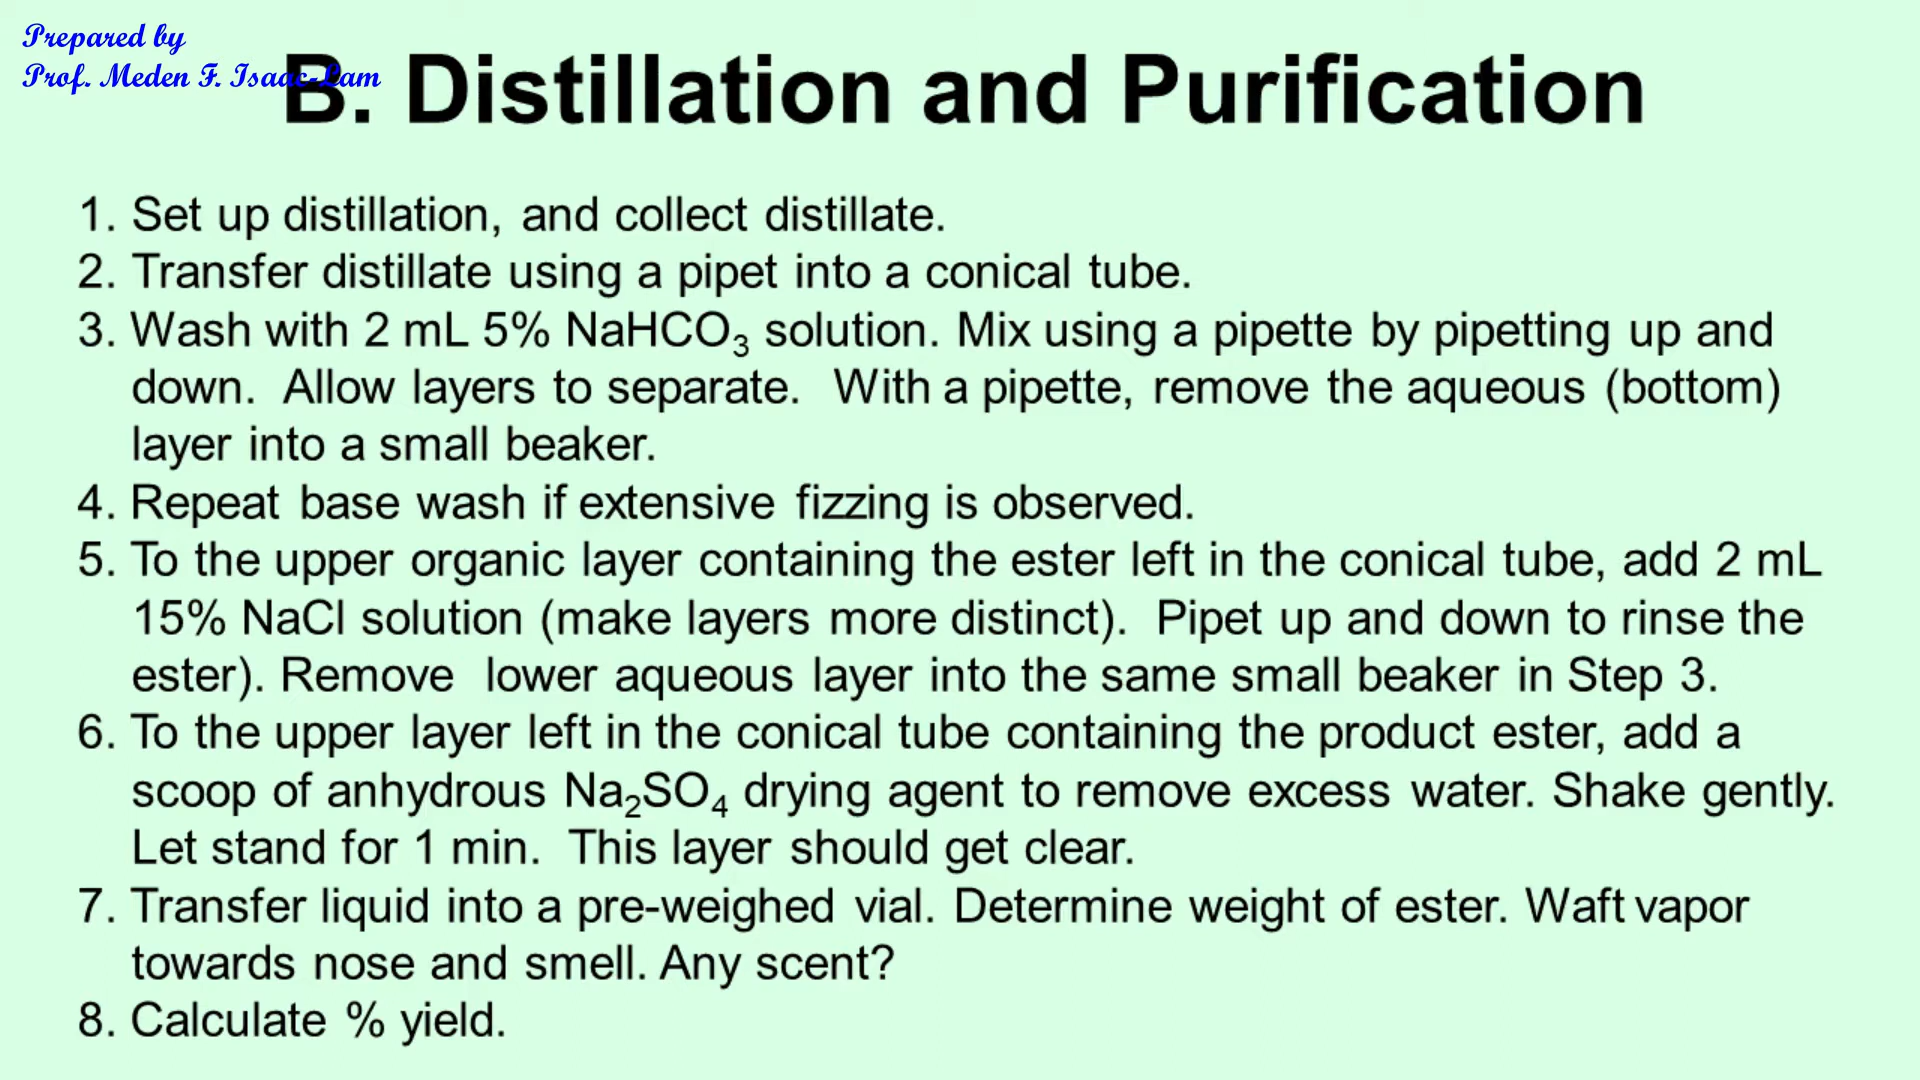 Prepared by
Prof. Meden F. Isaac-Lam
B. Distillation and Purification
1. Set up distillation, and collect distillate.
2. Transfer distillate using a pipet into a conical tube.
3. Wash with 2 mL 5% NaHCO₃ solution. Mix using a pipette by pipetting up and
down. Allow layers to separate. With a pipette, remove the aqueous (bottom)
layer into a small beaker.
4. Repeat base wash if extensive fizzing is observed.
5. To the upper organic layer containing the ester left in the conical tube, add 2 mL
15% NaCl solution (make layers more distinct). Pipet up and down to rinse the
ester). Remove lower aqueous layer into the same small beaker in Step 3.
6. To the upper layer left in the conical tube containing the product ester, add a
scoop of anhydrous Na₂SO₄ drying agent to remove excess water. Shake gently.
Let stand for 1 min. This layer should get clear.
7. Transfer liquid into a pre-weighed vial. Determine weight of ester. Waft vapor
towards nose and smell. Any scent?
8. Calculate % yield.